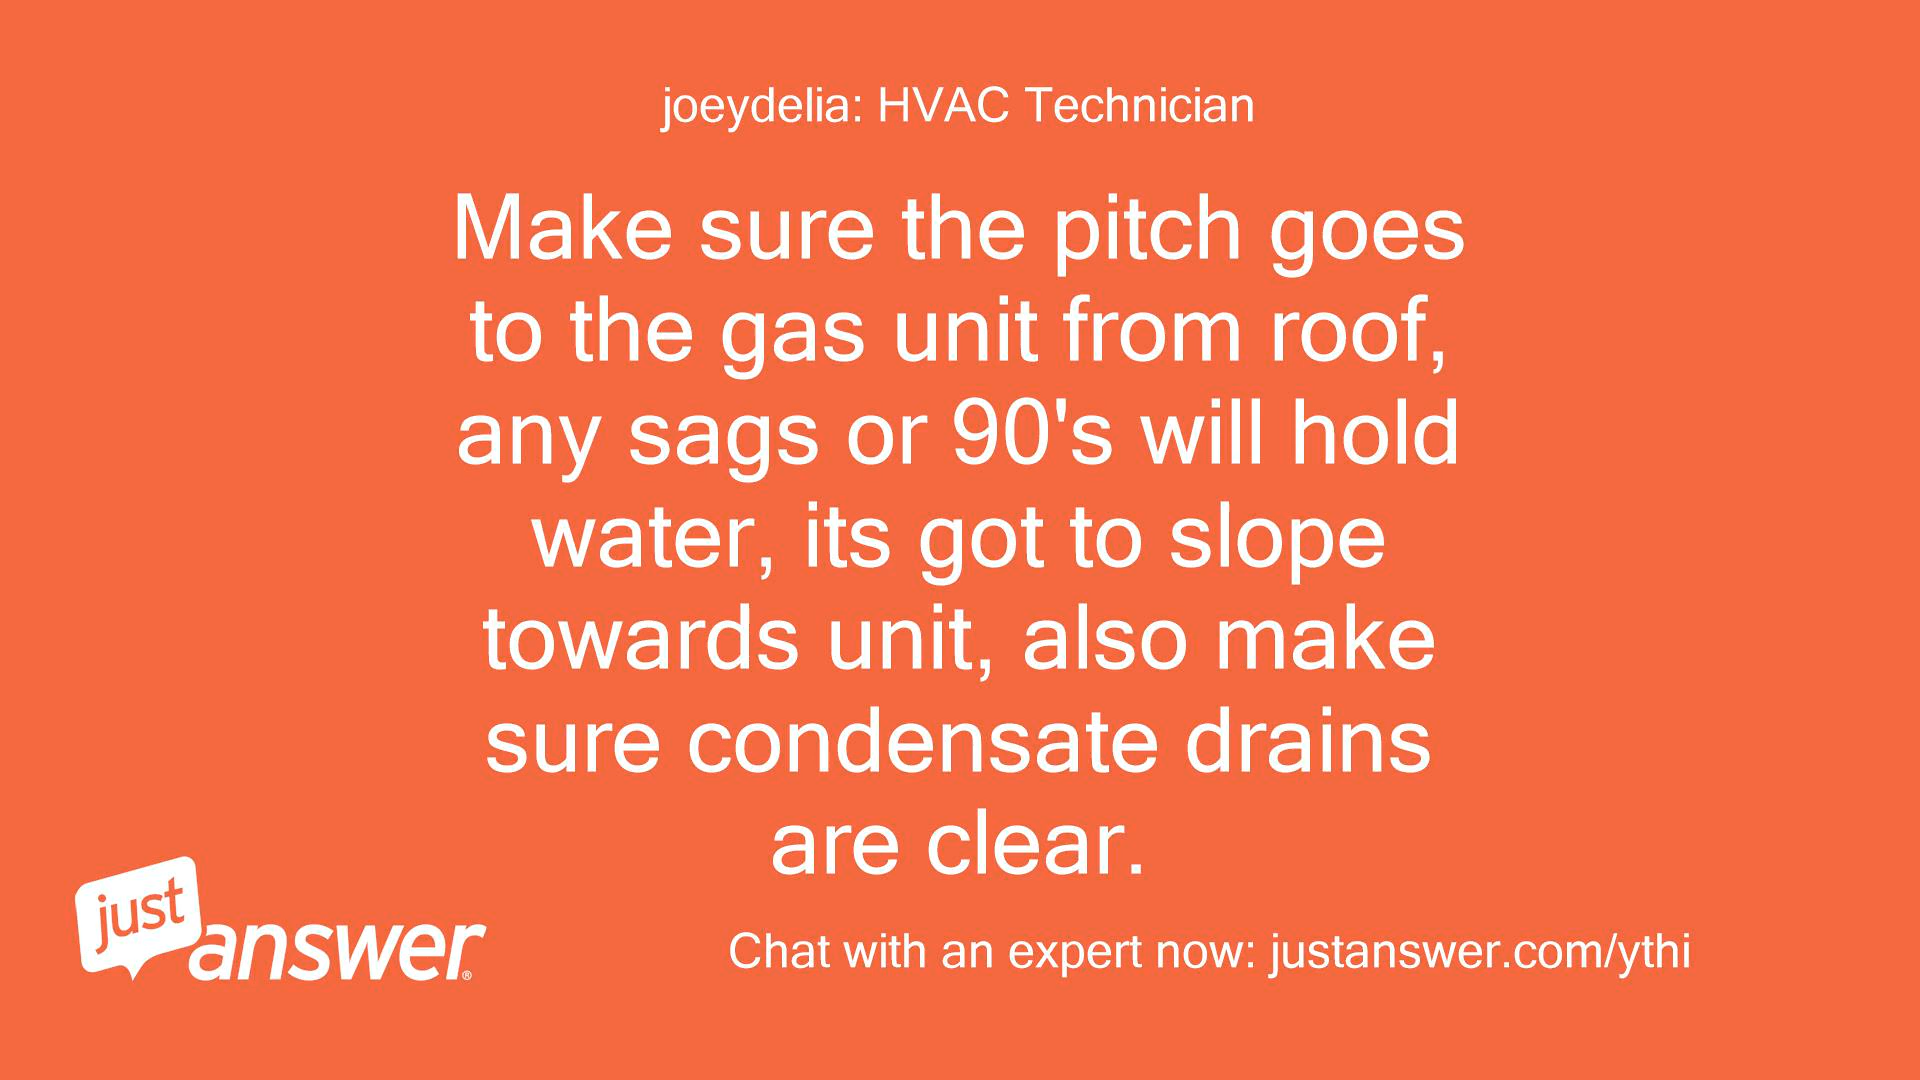 joeydelia: HVAC Technician
Make sure the pitch goes
to the gas unit from roof,
any sags or 90's will hold
water, its got to slope
towards unit, also make
sure condensate drains
are clear.
just
answer®
Chat with an expert now: justanswer.com/ythi